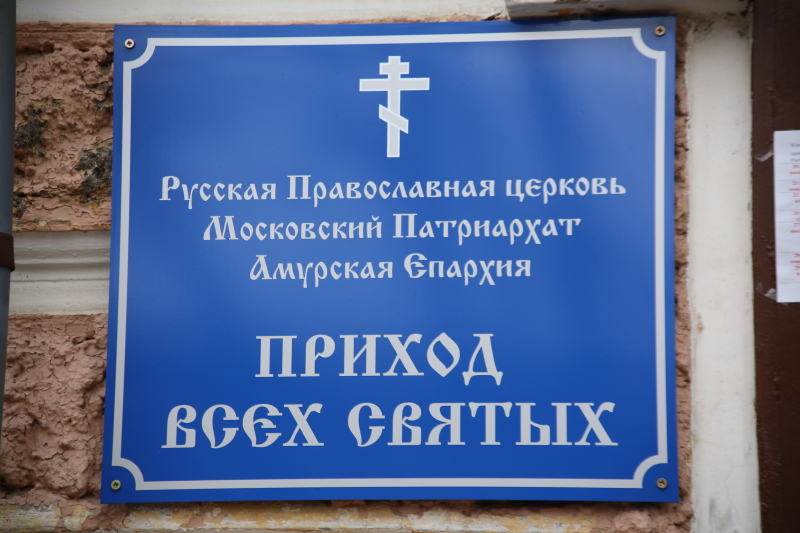 Русская Православная церковь
Московский Патриархат
Амурская Епархия
ПРИХОД
ВСЕХ СВЯТЫХ